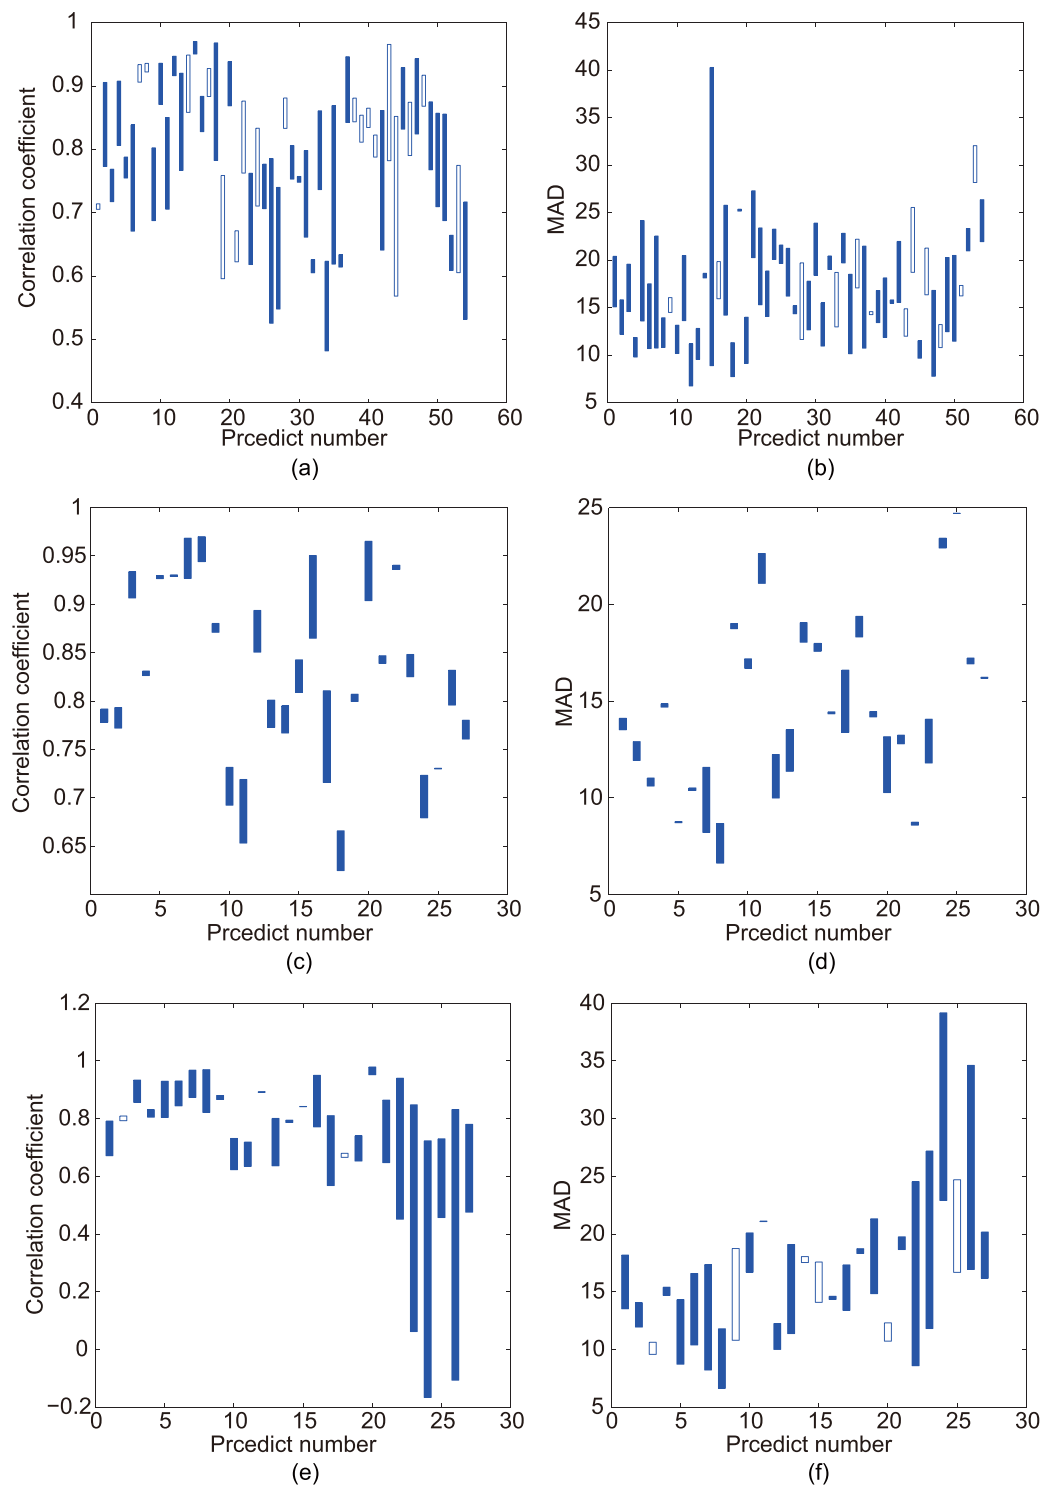 1
0.9
0.8
0.7
0.6
0.5
0.4
Correlation coefficient
0 10 20 30 40 50 60
Prcedict number
(a)
45
40
35
30
25
20
15
10
5
MAD
0 10 20 30 40 50 60
Prcedict number
(b)
1
0.95
0.9
0.85
0.8
0.75
0.7
0.65
Correlation coefficient
0 5 10 15 20 25 30
Prcedict number
(c)
25
20
15
10
5
MAD
0 5 10 15 20 25 30
Prcedict number
(d)
1.2
1
0.8
0.6
0.4
0.2
0
−0.2
Correlation coefficient
0 5 10 15 20 25 30
Prcedict number
(e)
40
35
30
25
20
15
10
5
MAD
0 5 10 15 20 25 30
Prcedict number
(f)